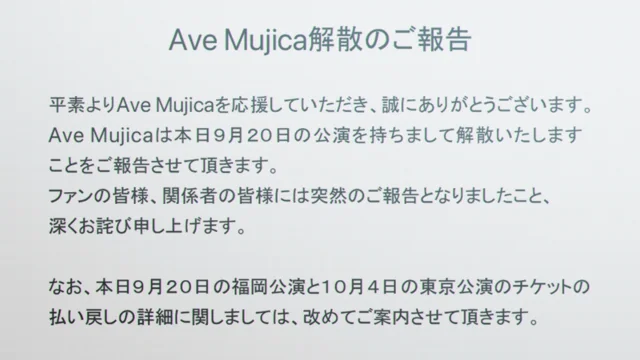 Ave Mujica解散のご報告
平素よりAve Mujicaを応援していただき、誠にありがとうございます。
Ave Mujicaは本日9月20日の公演を持ちまして解散いたします
ことをご報告させて頂きます。
ファンの皆様、関係者の皆様には突然のご報告となりましたこと、
深くお詫び申し上げます。
なお、本日9月20日の福岡公演と10月4日の東京公演のチケットの
払い戻しの詳細に関しましては、改めてご案内させて頂きます。